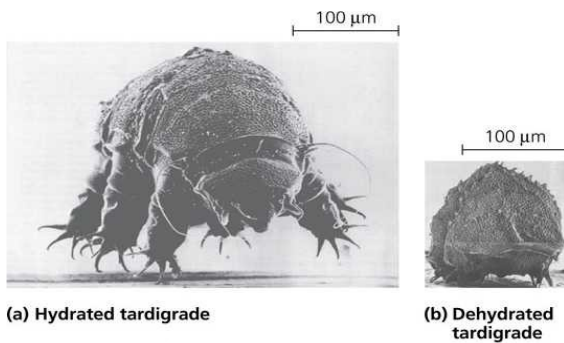 100 μm
100 μm
(a) Hydrated tardigrade
(b) Dehydrated
tardigrade